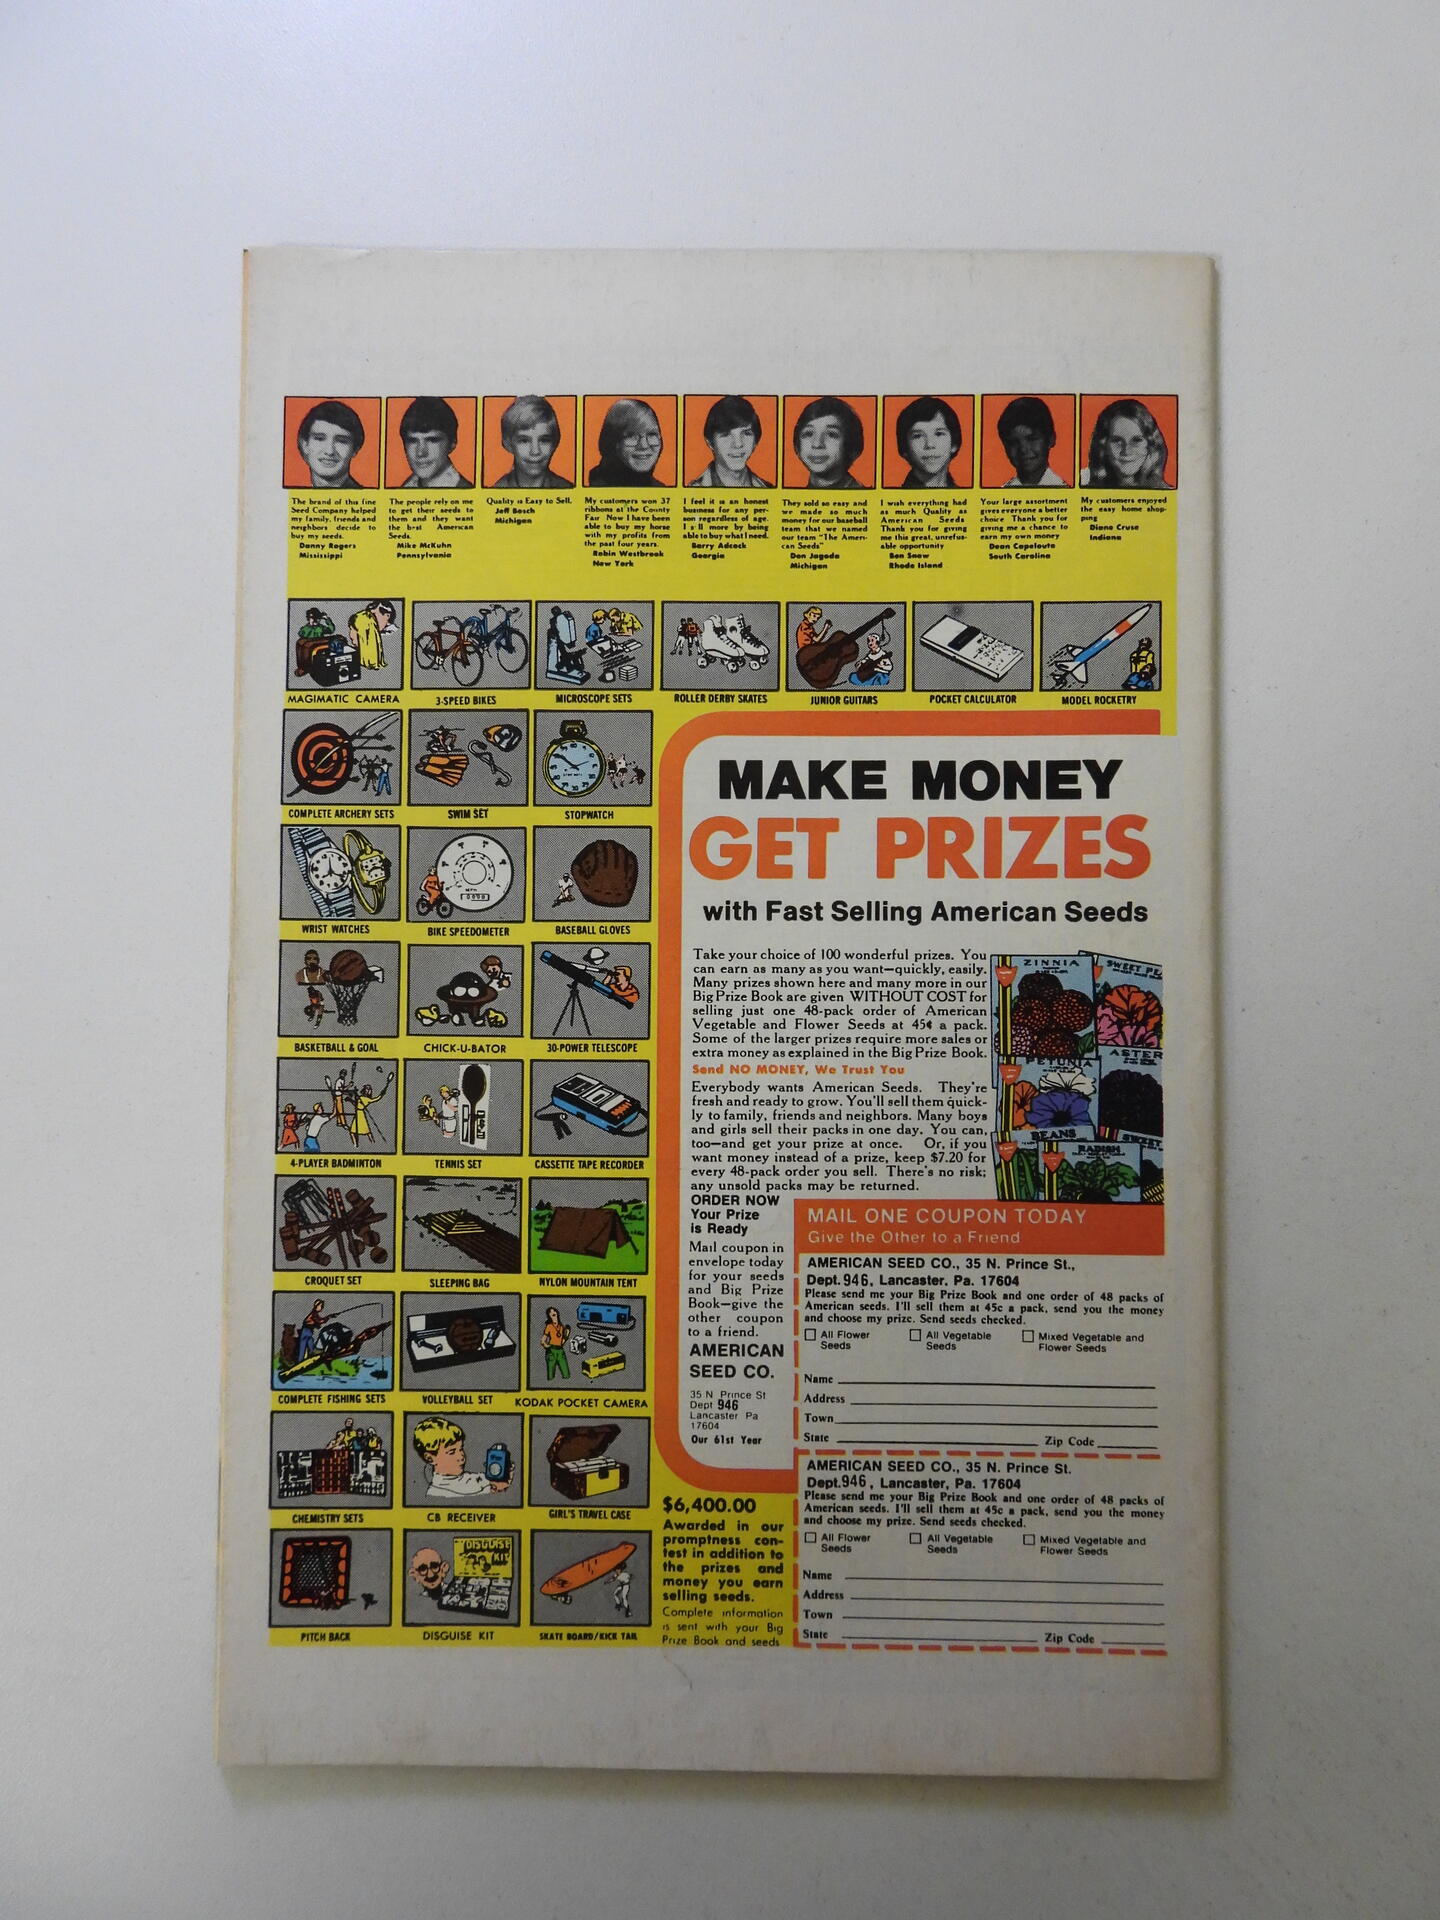 The brand of this fine
Seed Company helped
my family, friends and
neighbors decide to
buy my seeds.
Danny Rogers
Mississippi
The people rely on me
to get their seeds to
them and they want
the best American
Seeds.
Mike McKuhn
Pennsylvania
Quality is Easy to Sell.
Jeff Bosch
Michigan
My customers won 37
ribbons at the County
Fair Now I have been
able to buy my horse
with my profits from
the past four years.
Robin Westbrook
New York
I feel it is an honest
business for any per-
son regardless of age.
I s'll more by being
able to buy what I need.
Barry Adcock
Georgia
They sold so easy and
we made so much
money for our baseball
team that we named
our team "The Ameri-
can Seeds"
Don Jagoda
Michigan
I wish everything had
as much Quality as
American Seeds
Thank you for giving
me this great, unrefus-
able opportunity
Ben Snow
Rhode Island
Your large assortment
gives everyone a better
choice Thank you for
giving me a chance to
earn my own money
Dean Capelouto
South Carolina
My customers enjoyed
the easy home shop-
ping
Diane Cruse
Indiana
MAGIMATIC CAMERA
3-SPEED BIKES
MICROSCOPE SETS
ROLLER DERBY SKATES
JUNIOR GUITARS
POCKET CALCULATOR
MODEL ROCKETRY
COMPLETE ARCHERY SETS
SWIM SET
STOPWATCH
WRIST WATCHES
BIKE SPEEDOMETER
BASEBALL GLOVES
BASKETBALL & GOAL
CHICK-U-BATOR
30-POWER TELESCOPE
4-PLAYER BADMINTON
TENNIS SET
CASSETTE TAPE RECORDER
CROQUET SET
SLEEPING BAG
NYLON MOUNTAIN TENT
COMPLETE FISHING SETS
VOLLEYBALL SET
KODAK POCKET CAMERA
CHEMISTRY SETS
CB RECEIVER
GIRL'S TRAVEL CASE
DISGUISE
KIT
PITCH BACK
DISGUISE KIT
SKATE BOARD/KICK TAIL
MAKE MONEY
GET PRIZES
with Fast Selling American Seeds
Take your choice of 100 wonderful prizes. You
can earn as many as you want—quickly, easily.
Many prizes shown here and many more in our
Big Prize Book are given WITHOUT COST for
selling just one 48-pack order of American
Vegetable and Flower Seeds at 45¢ a pack.
Some of the larger prizes require more sales or
extra money as explained in the Big Prize Book.
Send NO MONEY, We Trust You
Everybody wants American Seeds. They're
fresh and ready to grow. You'll sell them quick-
ly to family, friends and neighbors. Many boys
and girls sell their packs in one day. You can,
too—and get your prize at once. Or, if you
want money instead of a prize, keep $7.20 for
every 48-pack order you sell. There's no risk;
any unsold packs may be returned.
ZINNIA
SWEET PE
PETUNIA
ASTER
BEANS
RADISH
SWEET
ORDER NOW
Your Prize
is Ready
Mail coupon in
envelope today
for your seeds
and Big Prize
Book—give the
other coupon
to a friend.
AMERICAN
SEED CO.
35 N Prince St
Dept 946
Lancaster Pa
17604
Our 61st Year
$6,400.00
Awarded in our
promptness con-
test in addition to
the prizes and
money you earn
selling seeds.
Complete information
is sent with your Big
Prize Book and seeds
MAIL ONE COUPON TODAY
Give the Other to a Friend
AMERICAN SEED CO., 35 N. Prince St.,
Dept. 946, Lancaster, Pa. 17604
Please send me your Big Prize Book and one order of 48 packs of
American seeds. I'll sell them at 45c a pack, send you the money
and choose my prize. Send seeds checked.
All Flower
Seeds
All Vegetable
Seeds
Mixed Vegetable and
Flower Seeds
Name
Address
Town
State Zip Code
AMERICAN SEED CO., 35 N. Prince St.
Dept. 946, Lancaster, Pa. 17604
Please send me your Big Prize Book and one order of 48 packs of
American seeds. I'll sell them at 45c a pack, send you the money
and choose my prize. Send seeds checked.
All Flower
Seeds
All Vegetable
Seeds
Mixed Vegetable and
Flower Seeds
Name
Address
Town
State Zip Code